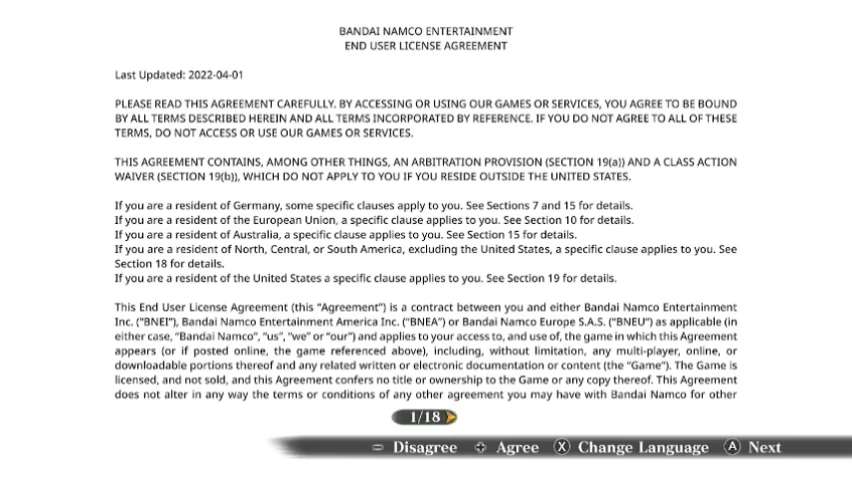 BANDAI NAMCO ENTERTAINMENT
END USER LICENSE AGREEMENT
Last Updated: 2022-04-01
PLEASE READ THIS AGREEMENT CAREFULLY. BY ACCESSING OR USING OUR GAMES OR SERVICES, YOU AGREE TO BE BOUND
BY ALL TERMS DESCRIBED HEREIN AND ALL TERMS INCORPORATED BY REFERENCE. IF YOU DO NOT AGREE TO ALL OF THESE
TERMS, DO NOT ACCESS OR USE OUR GAMES OR SERVICES.
THIS AGREEMENT CONTAINS, AMONG OTHER THINGS, AN ARBITRATION PROVISION (SECTION 19(a)) AND A CLASS ACTION
WAIVER (SECTION 19(b)), WHICH DO NOT APPLY TO YOU IF YOU RESIDE OUTSIDE THE UNITED STATES.
If you are a resident of Germany, some specific clauses apply to you. See Sections 7 and 15 for details.
If you are a resident of the European Union, a specific clause applies to you. See Section 10 for details.
If you are a resident of Australia, a specific clause applies to you. See Section 15 for details.
If you are a resident of North, Central, or South America, excluding the United States, a specific clause applies to you. See
Section 18 for details.
If you are a resident of the United States a specific clause applies to you. See Section 19 for details.
This End User License Agreement (this “Agreement”) is a contract between you and either Bandai Namco Entertainment
Inc. (“BNEI”), Bandai Namco Entertainment America Inc. (“BNEA”) or Bandai Namco Europe S.A.S. (“BNEU”) as applicable (in
either case, “Bandai Namco”, “us”, “we” or “our”) and applies to your access to, and use of, the game in which this Agreement
appears (or if posted online, the game referenced above), including, without limitation, any multi-player, online, or
downloadable portions thereof and any related written or electronic documentation or content (the “Game”). The Game is
licensed, and not sold, and this Agreement confers no title or ownership to the Game or any copy thereof. This Agreement
does not alter in any way the terms or conditions of any other agreement you may have with Bandai Namco for other
1/18
Disagree Agree X Change Language A Next